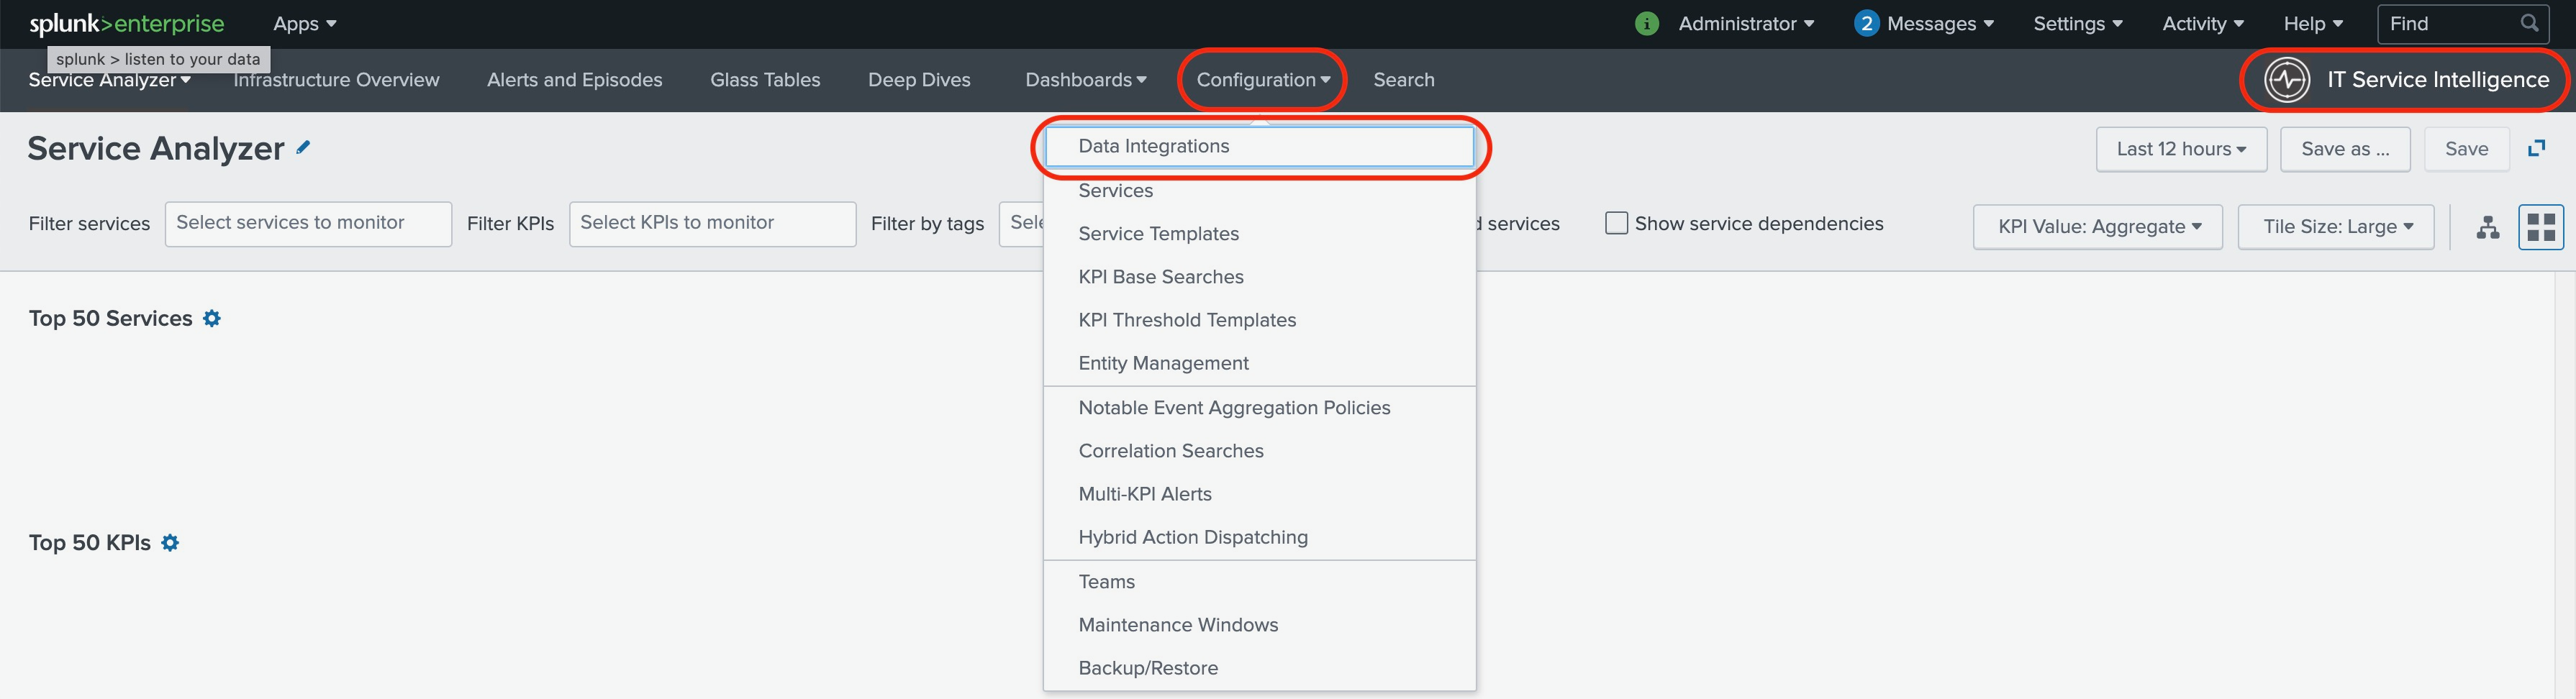 splunk>enterprise Apps Administrator 2 Messages Settings Activity Help Find
splunk > listen to your data
Service Analyzer Infrastructure Overview Alerts and Episodes Glass Tables Deep Dives Dashboards Configuration Search IT Service Intelligence
Service Analyzer Last 12 hours Save as ... Save
Filter services Select services to monitor Filter KPIs Select KPIs to monitor Filter by tags services Show service dependencies KPI Value: Aggregate Tile Size: Large
Data Integrations
Services
Service Templates
KPI Base Searches
KPI Threshold Templates
Entity Management
Notable Event Aggregation Policies
Correlation Searches
Multi-KPI Alerts
Hybrid Action Dispatching
Teams
Maintenance Windows
Backup/Restore
Top 50 Services
Top 50 KPIs